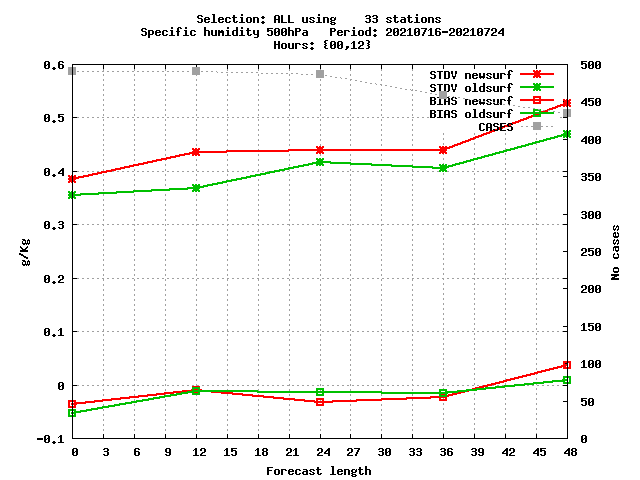 Selection: ALL using    33 stations
Specific humidity 500hPa   Period: 20210716-20210724
Hours: {00,12}
0.6
0.5
0.4
0.3
0.2
0.1
0
-0.1
g/Kg
STDV newsurf
STDV oldsurf
BIAS newsurf
BIAS oldsurf
CASES
500
450
400
350
300
250
200
150
100
50
0
No cases
0 3 6 9 12 15 18 21 24 27 30 33 36 39 42 45 48
Forecast length